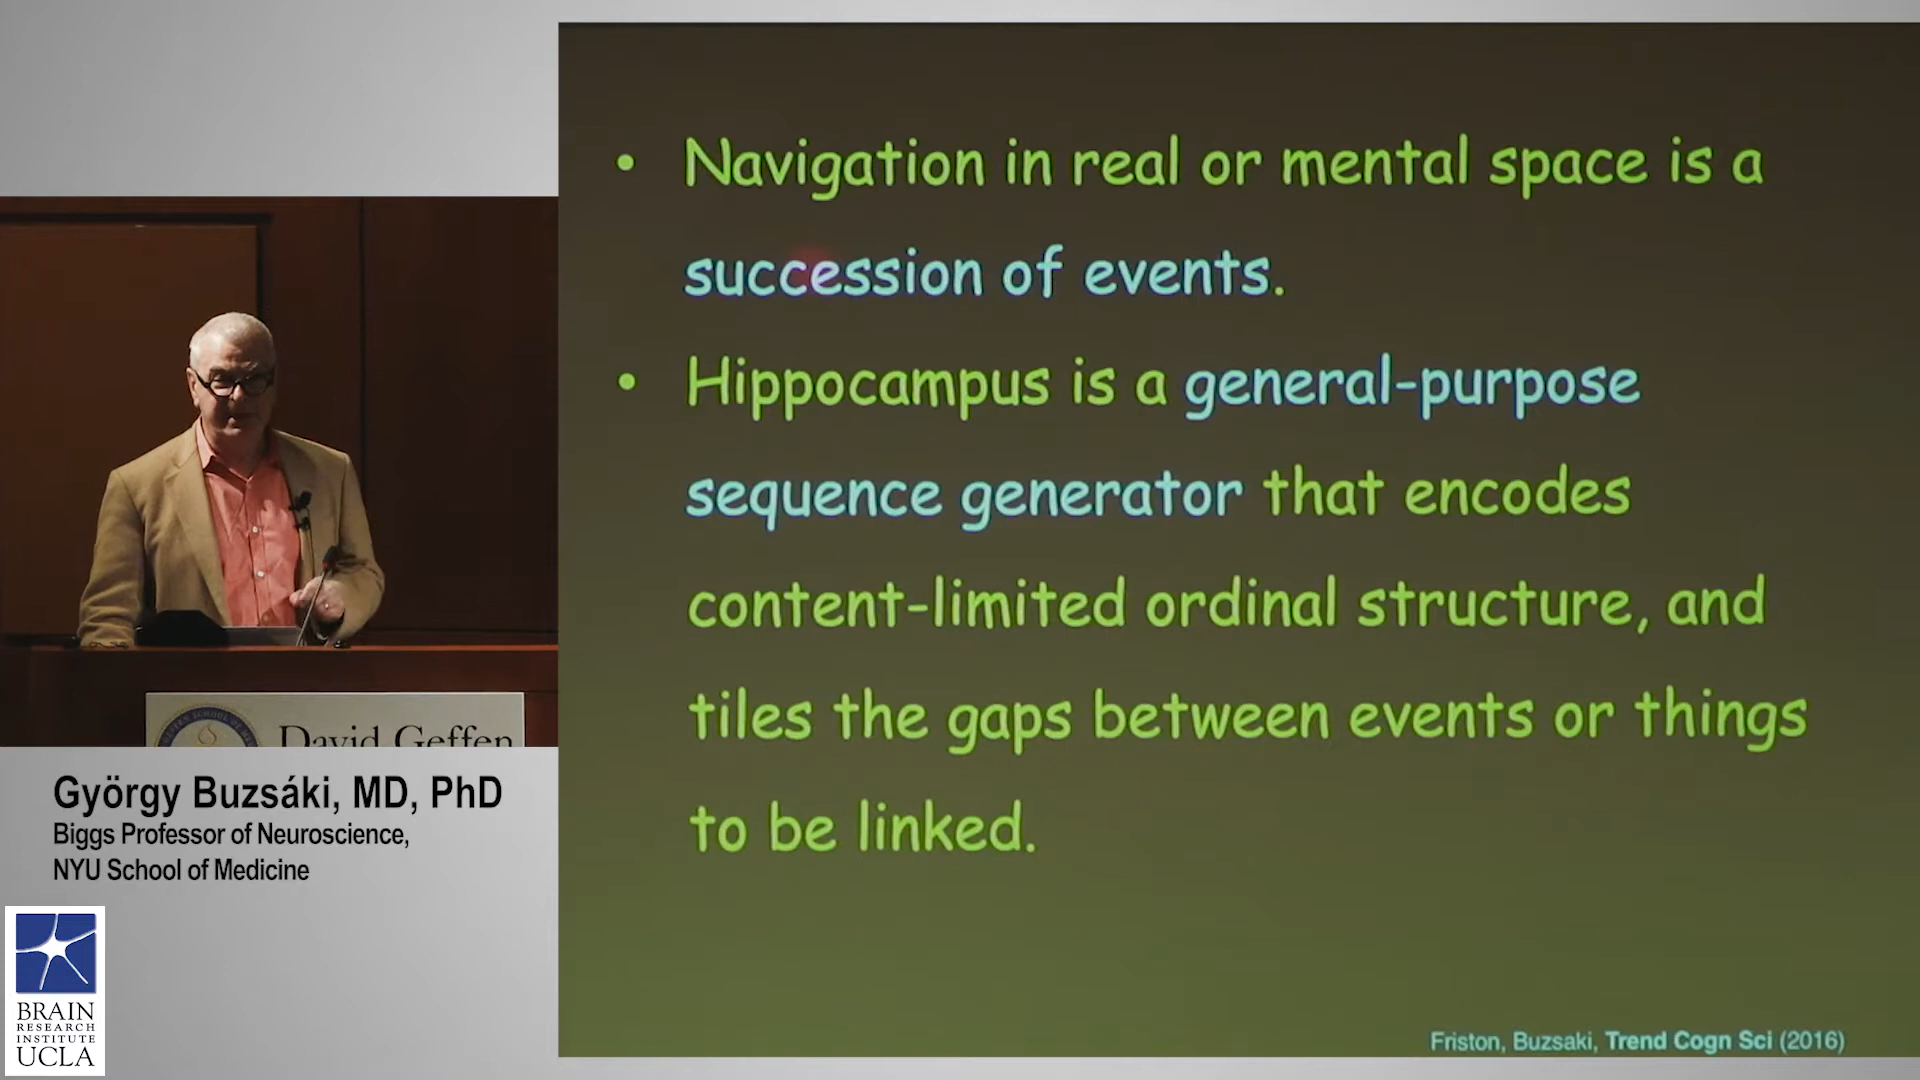 • Navigation in real or mental space is a
succession of events.
• Hippocampus is a general-purpose
sequence generator that encodes
content-limited ordinal structure, and
tiles the gaps between events or things
to be linked.
Friston, Buzsaki, Trend Cogn Sci (2016)
David Geffen
György Buzsáki, MD, PhD
Biggs Professor of Neuroscience,
NYU School of Medicine
BRAIN
RESEARCH
INSTITUTE
UCLA